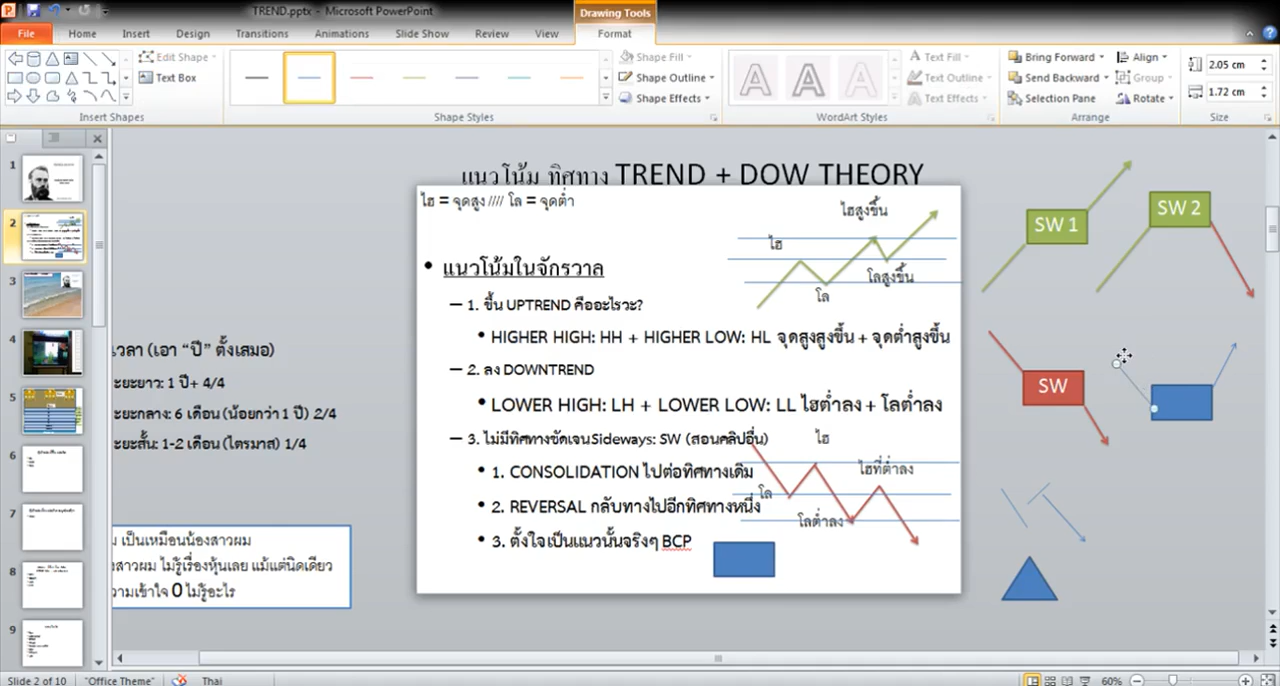 TREND.pptx - Microsoft PowerPoint
Drawing Tools
File Home Insert Design Transitions Animations Slide Show Review View Format
Edit Shape
Text Box
Insert Shapes
Shape Fill
Shape Outline
Shape Effects
Shape Styles
A A A
Text Fill
Text Outline
Text Effects
WordArt Styles
Bring Forward
Send Backward
Selection Pane
Align
Group
Rotate
Arrange
2.05 cm
1.72 cm
Size
1
2
3
4
5
6
7
8
9
แนวโน้ม ทิศทาง TREND + DOW THEORY
ไฮ = จุดสูง //// โล = จุดต่ำ
ไฮสูงขึ้น
ไฮ
โลสูงขึ้น
โล
แนวโน้มในจักรวาล
– 1. ขึ้น UPTREND คืออะไรวะ?
• HIGHER HIGH: HH + HIGHER LOW: HL จุดสูงสูงขึ้น + จุดต่ำสูงขึ้น
– 2. ลง DOWNTREND
• LOWER HIGH: LH + LOWER LOW: LL ไฮต่ำลง + โลต่ำลง
– 3. ไม่มีทิศทางชัดเจน Sideways: SW (สอนคลิปอื่น)
• 1. CONSOLIDATION ไปต่อทิศทางเดิม
• 2. REVERSAL กลับทางไปอีกทิศทางหนึ่ง
• 3. ตั้งใจเป็นแนวนั้นจริงๆ BCP
ไฮ
ไฮที่ต่ำลง
โล
โลต่ำลง
SW 1
SW 2
SW
เวลา (เอา “ปี” ตั้งเสมอ)
ะยะยาว: 1 ปี+ 4/4
ะยะกลาง: 6 เดือน (น้อยกว่า 1 ปี) 2/4
ะยะสั้น: 1-2 เดือน (ไตรมาส) 1/4
ม เป็นเหมือนน้องสาวผม
งสาวผม ไม่รู้เรื่องหุ้นเลย แม้แต่นิดเดียว
วามเข้าใจ 0 ไม่รู้อะไร
Slide 2 of 10
"Office Theme"
Thai
60%